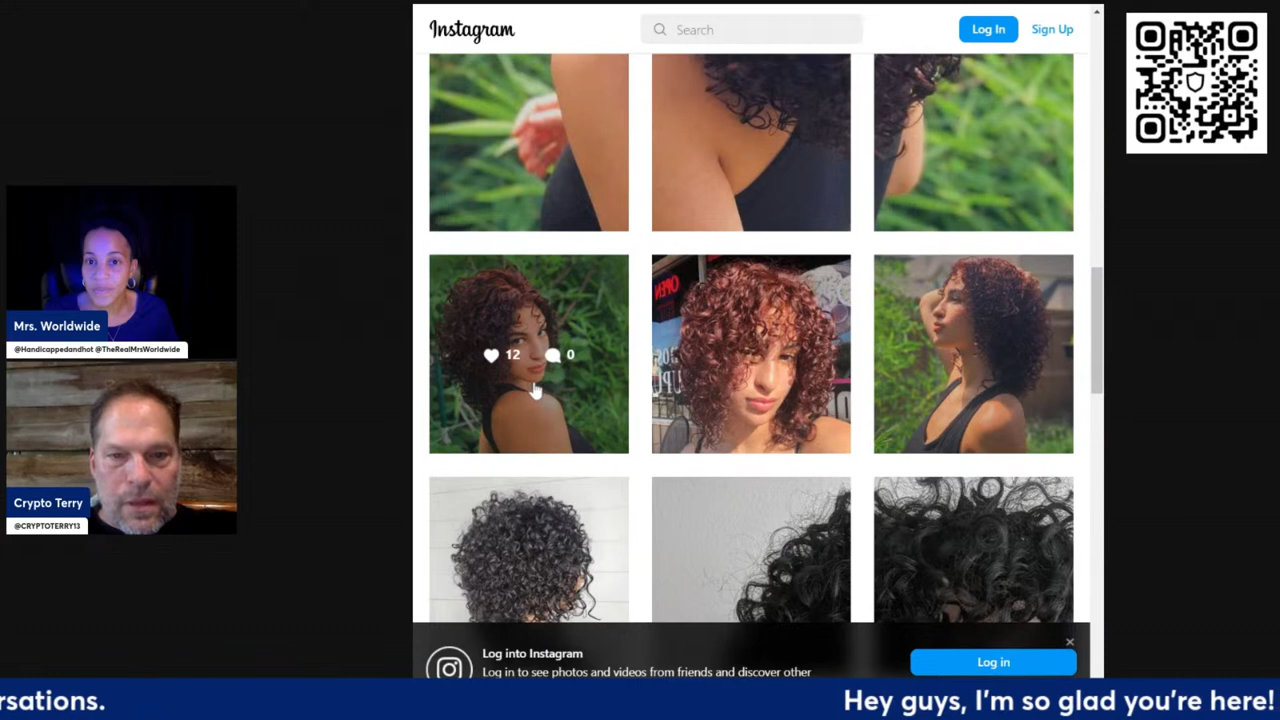 Instagram
Search
Log In
Sign Up
OPEN
12
0
Mrs. Worldwide
@Handicappedandhot @TheRealMrsWorldwide
Crypto Terry
@CRYPTOTERRY13
Log into Instagram
Log in to see photos and videos from friends and discover other
Log in
rsations.
Hey guys, I'm so glad you're here!